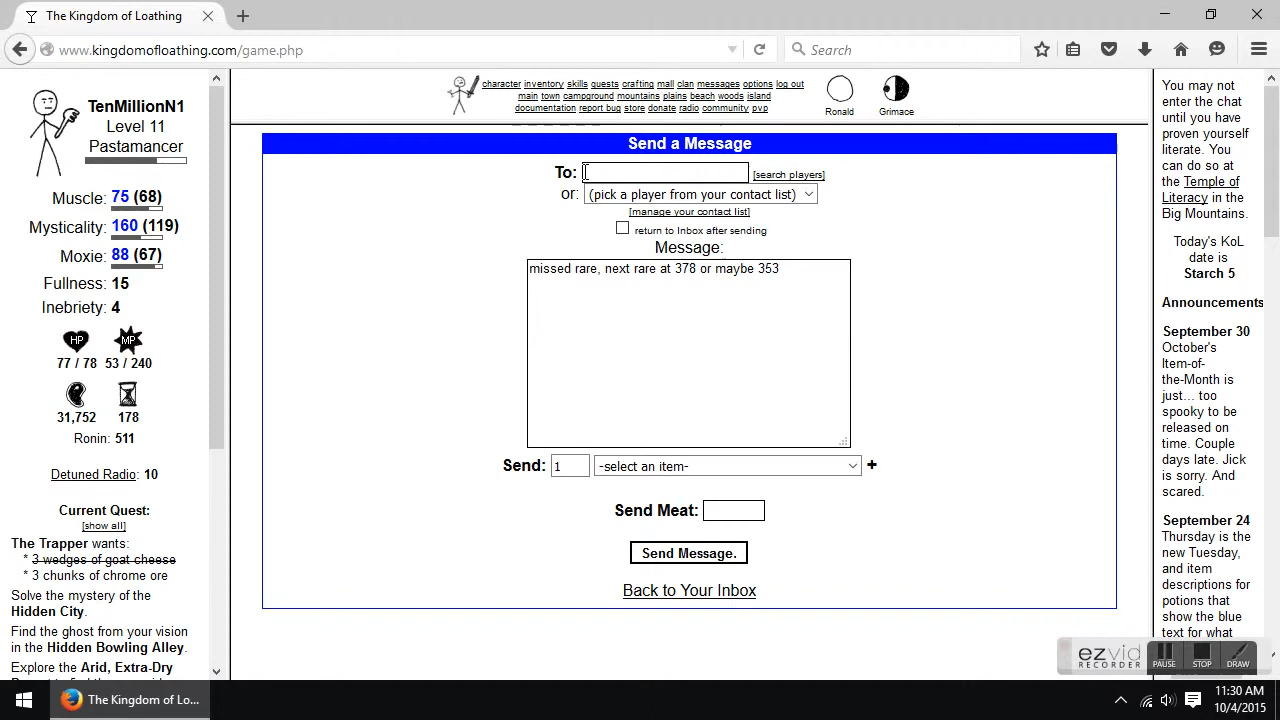 The Kingdom of Loathing
www.kingdomofloathing.com/game.php
Search
TenMillionN1
Level 11
Pastamancer
Muscle: 75 (68)
Mysticality: 160 (119)
Moxie: 88 (67)
Fullness: 15
Inebriety: 4
HP MP
77 / 78 53 / 240
31,752 178
Ronin: 511
Detuned Radio: 10
Current Quest:
[show all]
The Trapper wants:
* 3 wedges of goat cheese
* 3 chunks of chrome ore
Solve the mystery of the
Hidden City.
Find the ghost from your vision
in the Hidden Bowling Alley.
Explore the Arid, Extra-Dry
character inventory skills quests crafting mall clan messages options log out
main town campground mountains plains beach woods island
documentation report bug store donate radio community pvp
Ronald Grimace
Send a Message
To: [search players]
or: (pick a player from your contact list)
[manage your contact list]
return to Inbox after sending
Message:
missed rare, next rare at 378 or maybe 353
Send: 1 -select an item- +
Send Meat:
Send Message.
Back to Your Inbox
You may not
enter the chat
until you have
proven yourself
literate. You
can do so at
the Temple of
Literacy in the
Big Mountains.
Today's KoL
date is
Starch 5
Announcements
September 30
October's
Item-of-
the-Month is
just... too
spooky to be
released on
time. Couple
days late. Jick
is sorry. And
scared.
September 24
Thursday is the
new Tuesday,
and item
descriptions for
potions that
show the blue
text for what
ezvid
RECORDER
PAUSE STOP DRAW
The Kingdom of Lo...
11:30 AM
10/4/2015